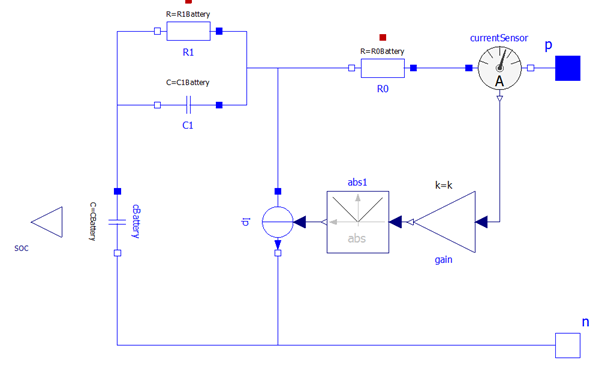 R=R1Battery
R1
C=C1Battery
C1
R=R0Battery
R0
currentSensor
A
p
C=CBattery
cBattery
soc
Ip
abs1
abs
k=k
gain
n